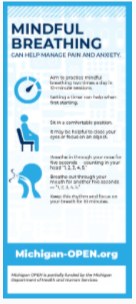 MINDFUL
BREATHING
CAN HELP MANAGE PAIN AND ANXIETY.
Aim to practice mindful
breathing two times a day in
10 minute sessions.
Setting a timer can help when
first starting.
Sit in a comfortable position.
It may be helpful to close your
eyes or focus on an object.
Breathe in through your nose for
five seconds counting in your
head "1, 2, 3, 4, 5."
Breathe out through your
mouth for another five seconds
"1, 2, 3, 4, 5."
Keep this rhythm and focus on
your breath for 10 minutes.
Michigan-OPEN.org
Michigan OPEN is partially funded by the Michigan
Department of Health and Human Services.